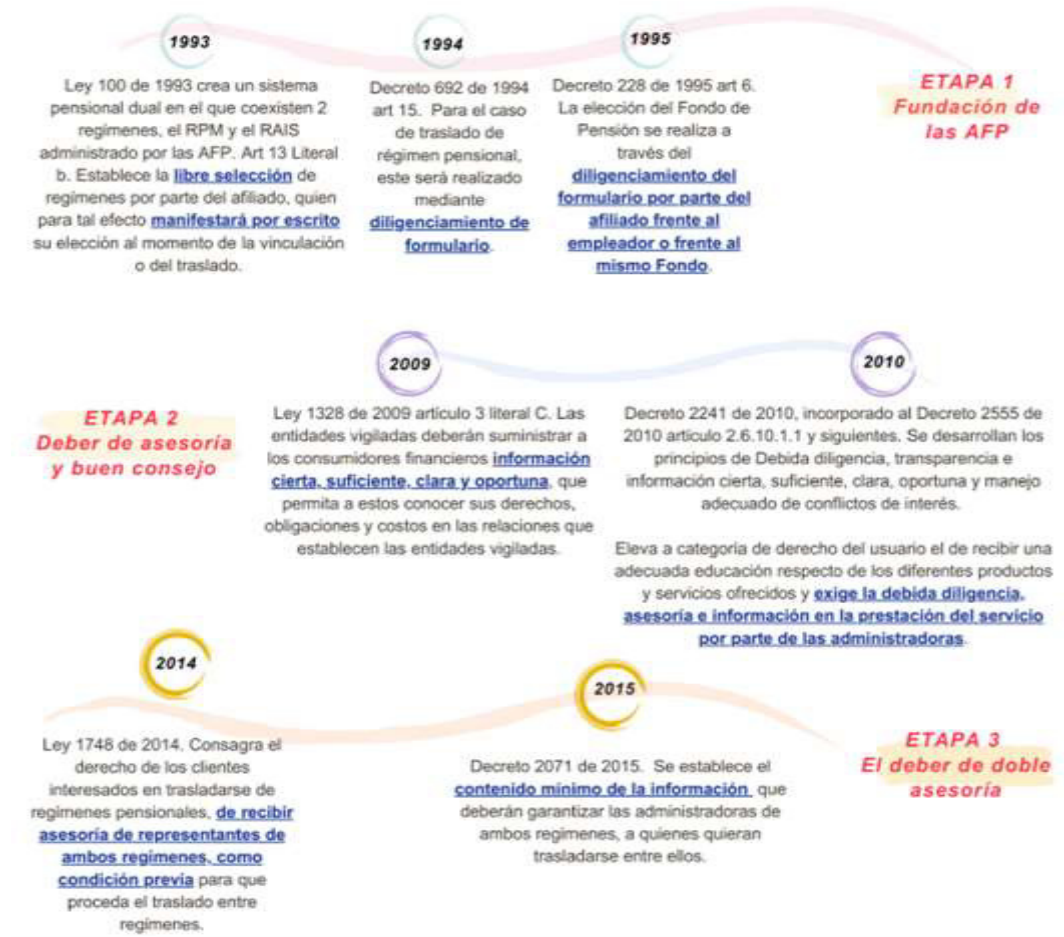 1993
Ley 100 de 1993 crea un sistema
pensional dual en el que coexisten 2
regímenes, el RPM y el RAIS
administrado por las AFP. Art 13 Literal
b. Establece la libre selección de
regímenes por parte del afiliado, quien
para tal efecto manifestará por escrito
su elección al momento de la vinculación
o del traslado.
1994
Decreto 692 de 1994
art 15. Para el caso
de traslado de
régimen pensional,
este será realizado
mediante
diligenciamiento de
formulario.
1995
Decreto 228 de 1995 art 6.
La elección del Fondo de
Pensión se realiza a
través del
diligenciamiento del
formulario por parte del
afiliado frente al
empleador o frente al
mismo Fondo.
ETAPA 1
Fundación de
las AFP
ETAPA 2
Deber de asesoría
y buen consejo
2009
Ley 1328 de 2009 artículo 3 literal C. Las
entidades vigiladas deberán suministrar a
los consumidores financieros información
cierta, suficiente, clara y oportuna, que
permita a estos conocer sus derechos,
obligaciones y costos en las relaciones que
establecen las entidades vigiladas.
2010
Decreto 2241 de 2010, incorporado al Decreto 2555 de
2010 artículo 2.6.10.1.1 y siguientes. Se desarrollan los
principios de Debida diligencia, transparencia e
información cierta, suficiente, clara, oportuna y manejo
adecuado de conflictos de interés.
Eleva a categoría de derecho del usuario el de recibir una
adecuada educación respecto de los diferentes productos
y servicios ofrecidos y exige la debida diligencia,
asesoría e información en la prestación del servicio
por parte de las administradoras.
2014
Ley 1748 de 2014. Consagra el
derecho de los clientes
interesados en trasladarse de
regímenes pensionales, de recibir
asesoría de representantes de
ambos regímenes, como
condición previa para que
proceda el traslado entre
regímenes.
2015
Decreto 2071 de 2015. Se establece el
contenido mínimo de la información que
deberán garantizar las administradoras de
ambos regimenes, a quienes quieran
trasladarse entre ellos.
ETAPA 3
El deber de doble
asesoría